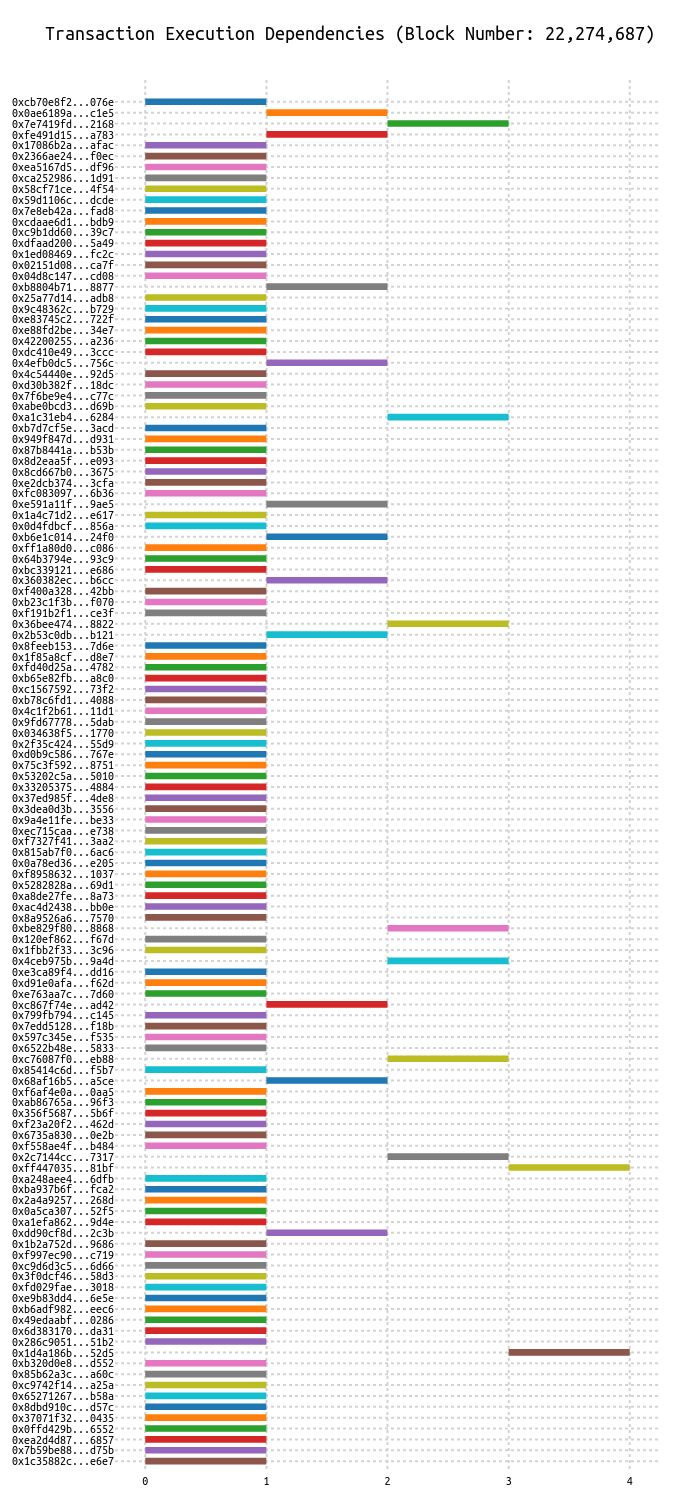 Transaction Execution Dependencies (Block Number: 22,274,687)
0xcb70e8f2...076e
0x0ae6189a...c1e5
0x7e7419fd...2168
0xfe491d15...a783
0x17086b2a...afac
0x2366ae24...f0ec
0xea5167d5...df96
0xca252986...1d91
0x58cf71ce...4f54
0x59d1106c...dcde
0x7e8eb42a...fad8
0xcdaae6d1...bdb9
0xc9b1dd60...39c7
0xdfaad200...5a49
0x1ed08469...fc2c
0x02151d08...ca7f
0x04d8c147...cd08
0xb8804b71...8877
0x25a77d14...adb8
0x9c48362c...b729
0xe83745c2...722f
0xe88fd2be...34e7
0x42200255...a236
0xdc410e49...3ccc
0x4efb0dc5...756c
0x4c54440e...92d5
0xd30b382f...18dc
0x7f6be9e4...c77c
0xabe0bcd3...d69b
0xa1c31eb4...6284
0xb7d7cf5e...3acd
0x949f847d...d931
0x87b8441a...b53b
0x8d2eaa5f...e093
0x8cd667b0...3675
0xe2dcb374...3cfa
0xfc083097...6b36
0xe591a11f...9ae5
0x1a4c71d2...e617
0x0d4fdbcf...856a
0xb6e1c014...24f0
0xff1a80d0...c086
0x64b3794e...93c9
0xbc339121...e686
0x360382ec...b6cc
0xf400a328...42bb
0xb23c1f3b...f070
0xf191b2f1...ce3f
0x36bee474...8822
0x2b53c0db...b121
0x8feeb153...7d6e
0x1f85a8cf...d8e7
0xfd40d25a...4782
0xb65e82fb...a8c0
0xc1567592...73f2
0xb78c6fd1...4088
0x4c1f2b61...11d1
0x9fd67778...5dab
0x034638f5...1770
0x2f35c424...55d9
0xd0b9c586...767e
0x75c3f592...8751
0x53202c5a...5010
0x33205375...4884
0x37ed985f...4de8
0x3dea0d3b...3556
0x9a4e11fe...be33
0xec715caa...e738
0xf7327f41...3aa2
0x815ab7f0...6ac6
0x0a78ed36...e205
0xf8958632...1037
0x5282828a...69d1
0xa8de27fe...8a73
0xac4d2438...bb0e
0x8a9526a6...7570
0xbe829f80...8868
0x120ef862...f67d
0x1fbb2f33...3c96
0x4ceb975b...9a4d
0xe3ca89f4...dd16
0xd91e0afa...f62d
0xe763aa7c...7d60
0xc867f74e...ad42
0x799fb794...c145
0x7edd5128...f18b
0x597c345e...f535
0x6522b48e...5833
0xc76087f0...eb88
0x85414c6d...f5b7
0x68af16b5...a5ce
0xf6af4e0a...0aa5
0xab86765a...96f3
0x356f5687...5b6f
0xf23a20f2...462d
0x6735a830...0e2b
0xf558ae4f...b484
0x2c7144cc...7317
0xff447035...81bf
0xa248aee4...6dfb
0xba937b6f...fca2
0x2a4a9257...268d
0x0a5ca307...52f5
0xa1efa862...9d4e
0xdd90cf8d...2c3b
0x1b2a752d...9686
0xf997ec90...c719
0xc9d6d3c5...6d66
0x3f0dcf46...58d3
0xfd029fae...3018
0xe9b83dd4...6e5e
0xb6adf982...eec6
0x49edaabf...0286
0x6d383170...da31
0x286c9051...51b2
0x1d4a186b...52d5
0xb320d0e8...d552
0x85b62a3c...a60c
0xc9742f14...a25a
0x65271267...b58a
0x8dbd910c...d57c
0x37071f32...0435
0x0ffd429b...6552
0xea2d4d87...6857
0x7b59be88...d75b
0x1c35882c...e6e7
0 1 2 3 4